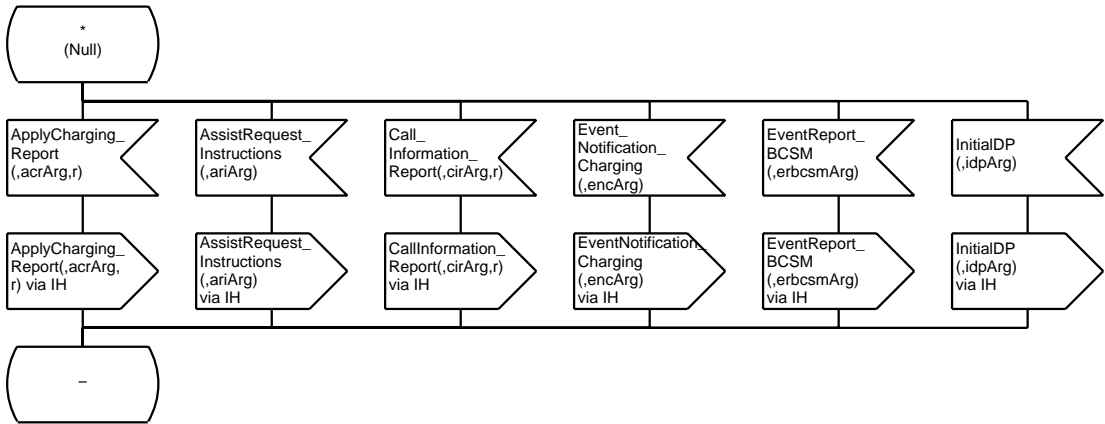 *
(Null)
ApplyCharging_
Report
(,acrArg,r)
AssistRequest_
Instructions
(,ariArg)
Call_
Information_
Report(,cirArg,r)
Event_
Notification_
Charging
(,encArg)
EventReport_
BCSM
(,erbcsmArg)
InitialDP
(,idpArg)
ApplyCharging_
Report(,acrArg,
r) via IH
AssistRequest_
Instructions
(,ariArg)
via IH
CallInformation_
Report(,cirArg,r)
via IH
EventNotification_
Charging
(,encArg)
via IH
EventReport_
BCSM
(,erbcsmArg)
via IH
InitialDP
(,idpArg)
via IH
–